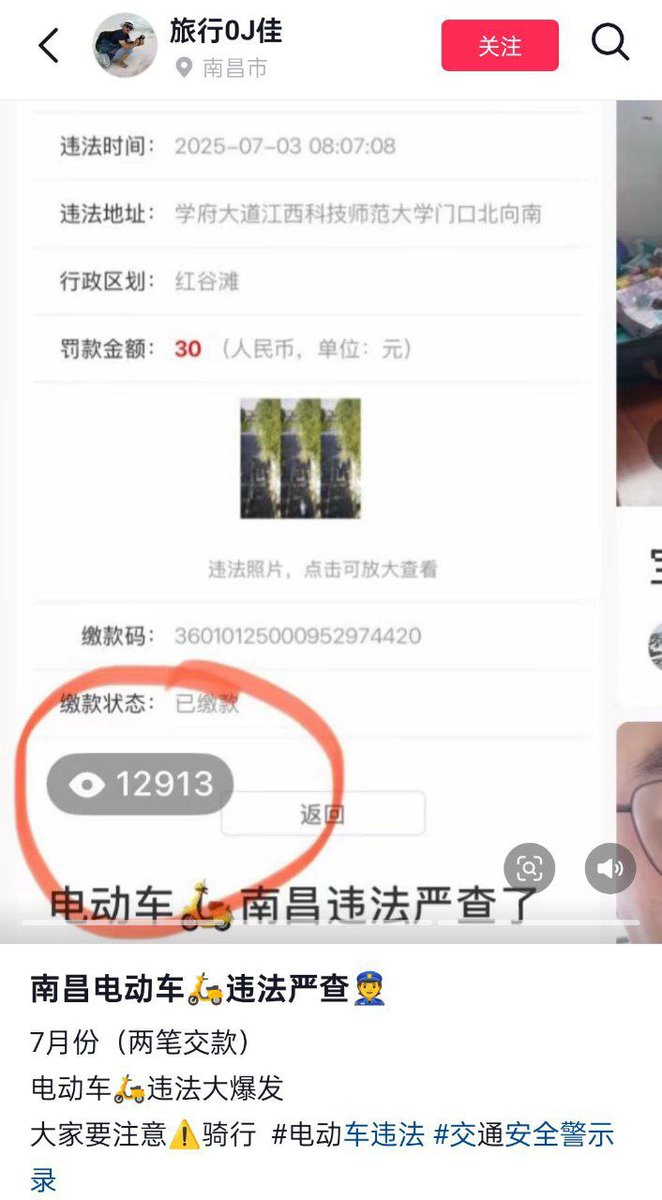 旅行0J佳
南昌市
关注
违法时间： 2025-07-03 08:07:08
违法地址： 学府大道江西科技师范大学门口北向南
行政区划： 红谷滩
罚款金额： 30 （人民币，单位：元）
违法照片，点击可放大查看
缴款码： 36010125000952974420
缴款状态： 已缴款
12913
返回
电动车🛵南昌违法严查了
南昌电动车🛵违法严查👮
7月份（两笔交款）
电动车🛵违法大爆发
大家要注意⚠️骑行 #电动车违法 #交通安全警示
录